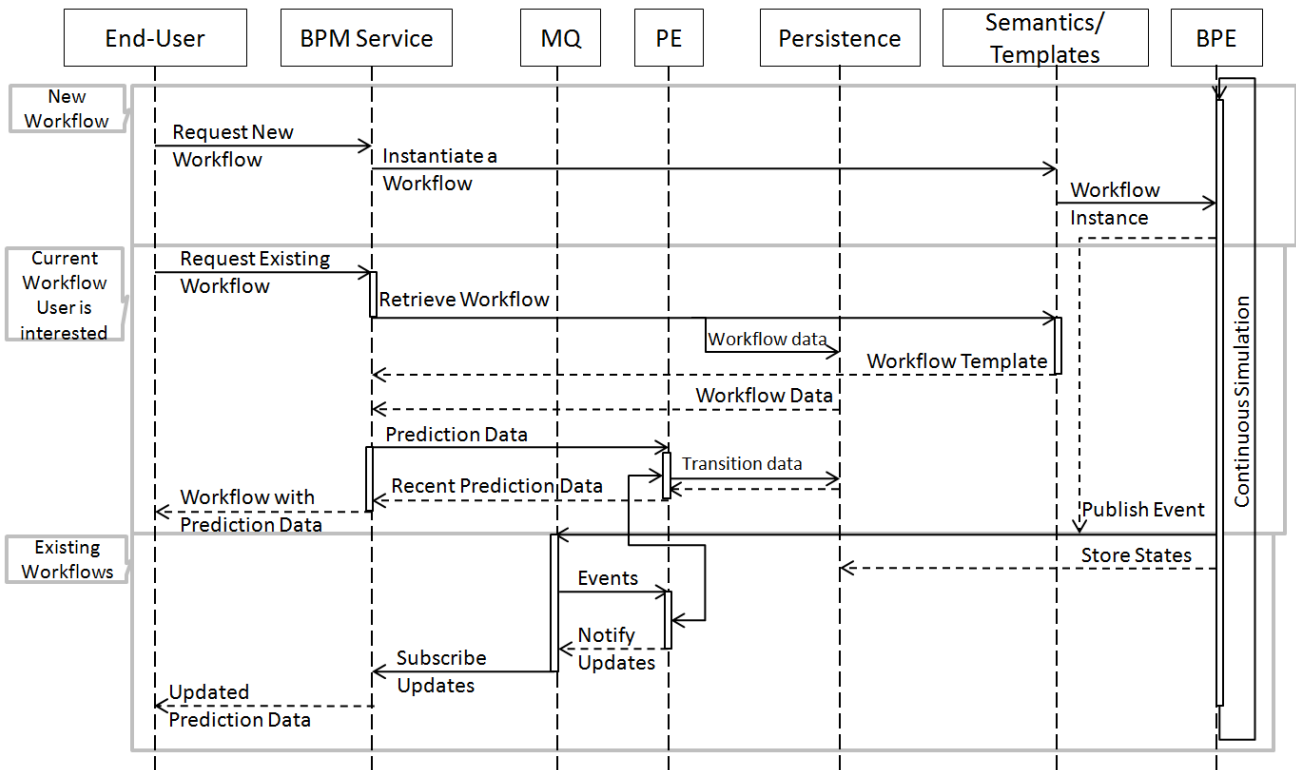 End-User
BPM Service
MQ
PE
Persistence
Semantics/
Templates
BPE
New
Workflow
Request New
Workflow
Instantiate a
Workflow
Workflow
Instance
Current
Workflow
User is
interested
Request Existing
Workflow
Retrieve Workflow
Workflow data
Workflow Template
Workflow Data
Continuous Simulation
Prediction Data
Transition data
Recent Prediction Data
Workflow with
Prediction Data
Publish Event
Existing
Workflows
Store States
Events
Notify
Updates
Subscribe
Updates
Updated
Prediction Data